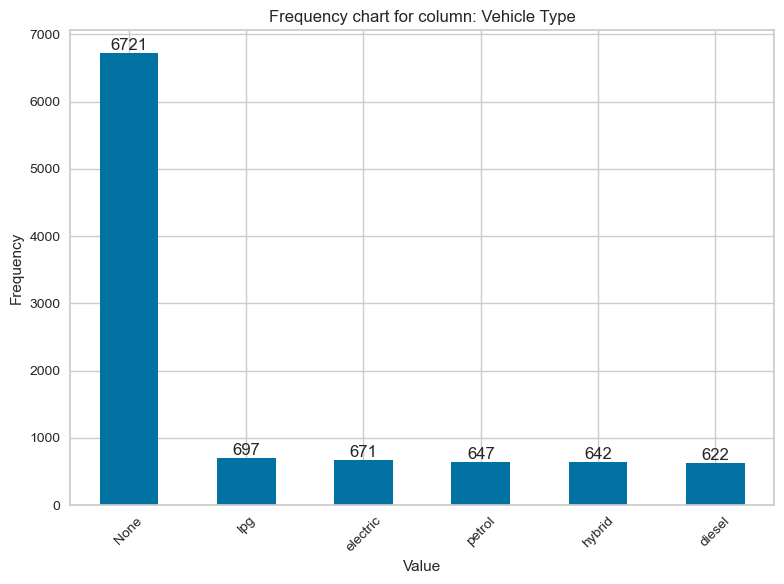 Frequency chart for column: Vehicle Type
7000
6000
5000
4000
3000
2000
1000
0
Frequency
6721
697
671
647
642
622
None
lpg
electric
petrol
hybrid
diesel
Value